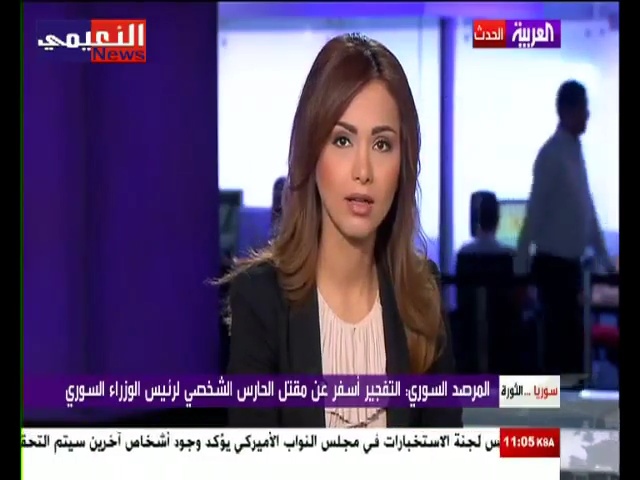 النعيمي
News
العربية الحدث
سوريا ... الثورة
المرصد السوري: التفجير أسفر عن مقتل الحارس الشخصي لرئيس الوزراء السوري
11:05 KSA
س لجنة الاستخبارات في مجلس النواب الأميركي يؤكد وجود أشخاص آخرين سيتم التحق